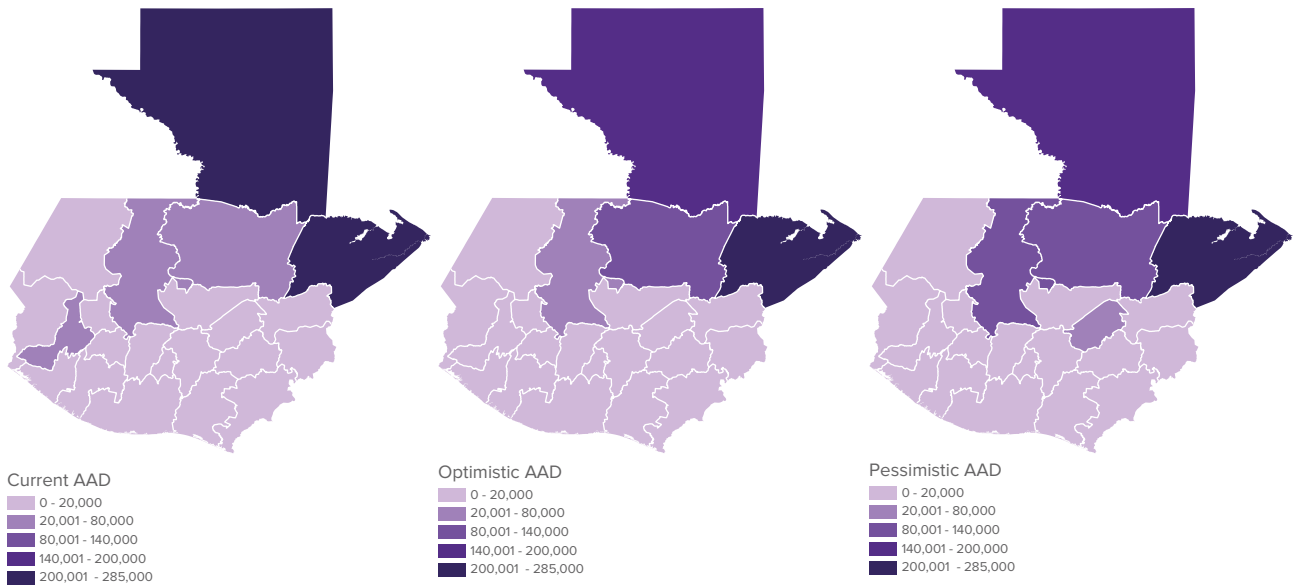 Current AAD
0 - 20,000
20,001 - 80,000
80,001 - 140,000
140,001 - 200,000
200,001 - 285,000
Optimistic AAD
0 - 20,000
20,001 - 80,000
80,001 - 140,000
140,001 - 200,000
200,001 - 285,000
Pessimistic AAD
0 - 20,000
20,001 - 80,000
80,001 - 140,000
140,001 - 200,000
200,001 - 285,000